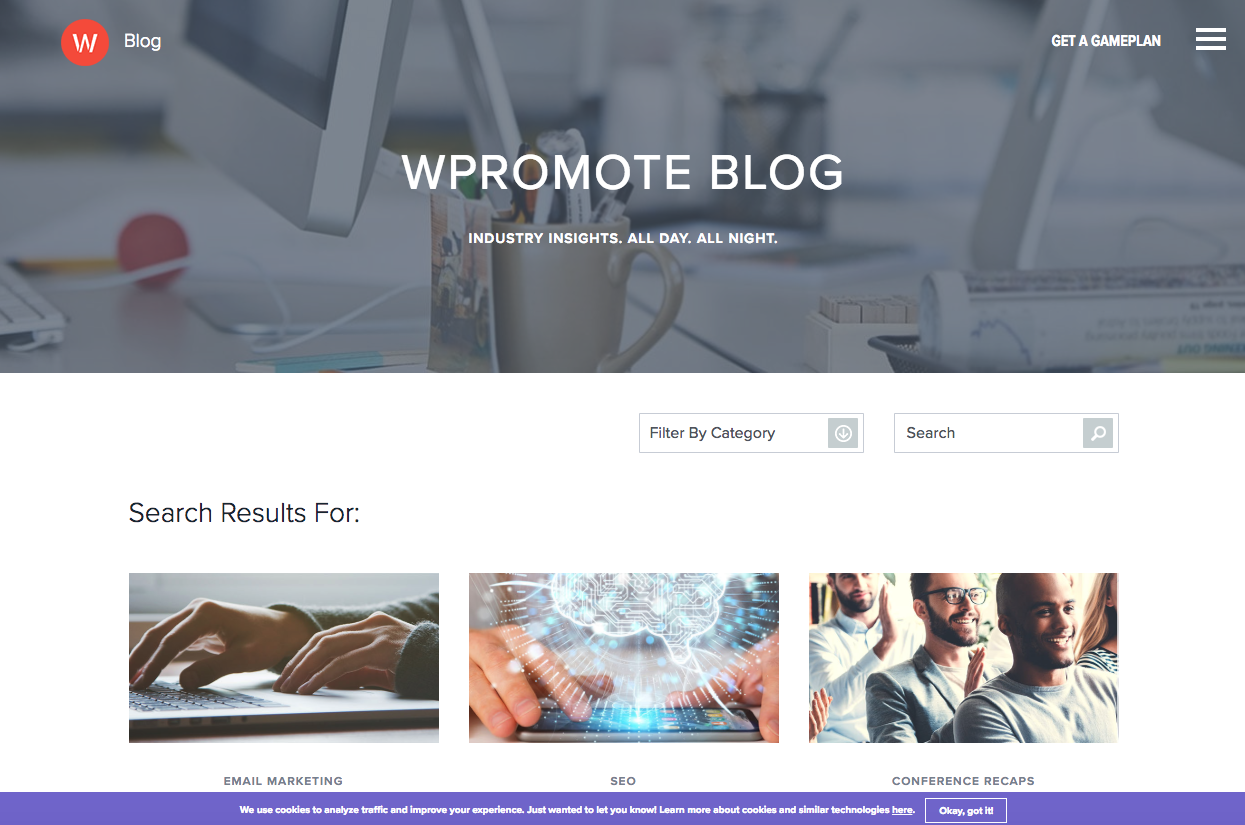 W Blog
GET A GAMEPLAN
WPROMOTE BLOG
INDUSTRY INSIGHTS. ALL DAY. ALL NIGHT.
Filter By Category
Search
Search Results For:
EMAIL MARKETING
SEO
CONFERENCE RECAPS
We use cookies to analyze traffic and improve your experience. Just wanted to let you know! Learn more about cookies and similar technologies here.
Okay, got it!